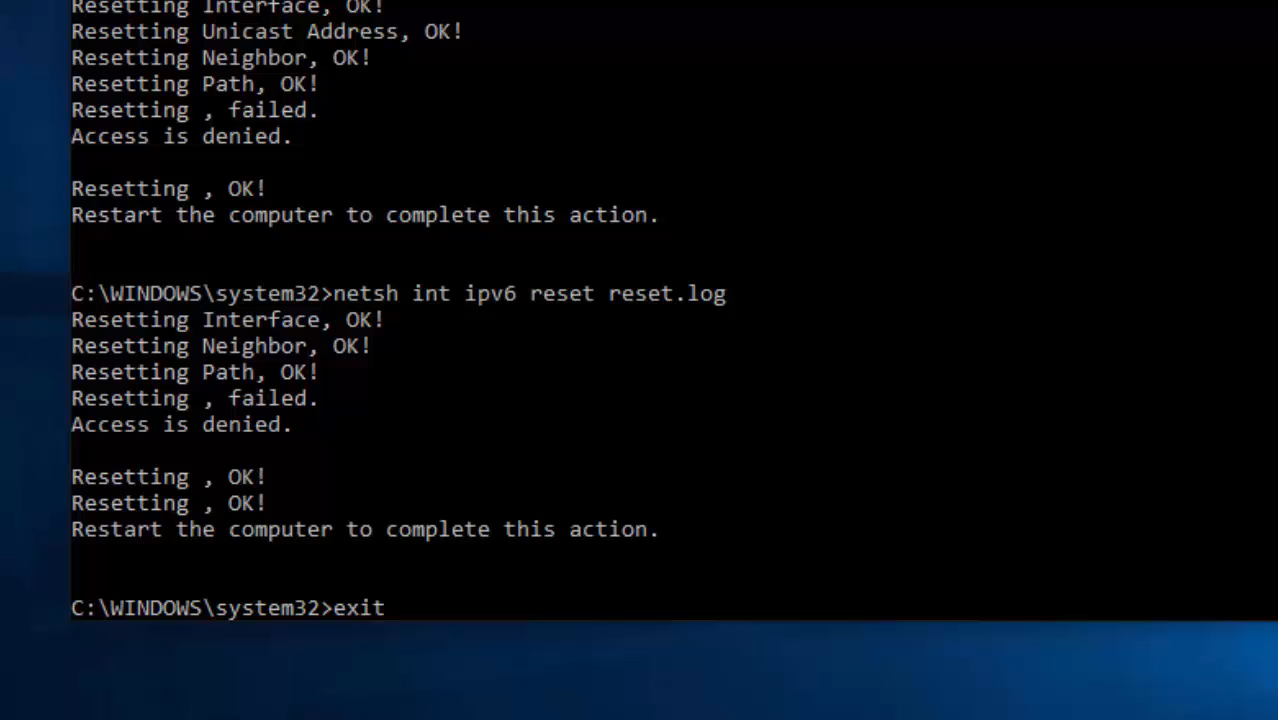 Resetting Interface, OK!
Resetting Unicast Address, OK!
Resetting Neighbor, OK!
Resetting Path, OK!
Resetting , failed.
Access is denied.
Resetting , OK!
Restart the computer to complete this action.
C:\WINDOWS\system32>netsh int ipv6 reset reset.log
Resetting Interface, OK!
Resetting Neighbor, OK!
Resetting Path, OK!
Resetting , failed.
Access is denied.
Resetting , OK!
Resetting , OK!
Restart the computer to complete this action.
C:\WINDOWS\system32>exit